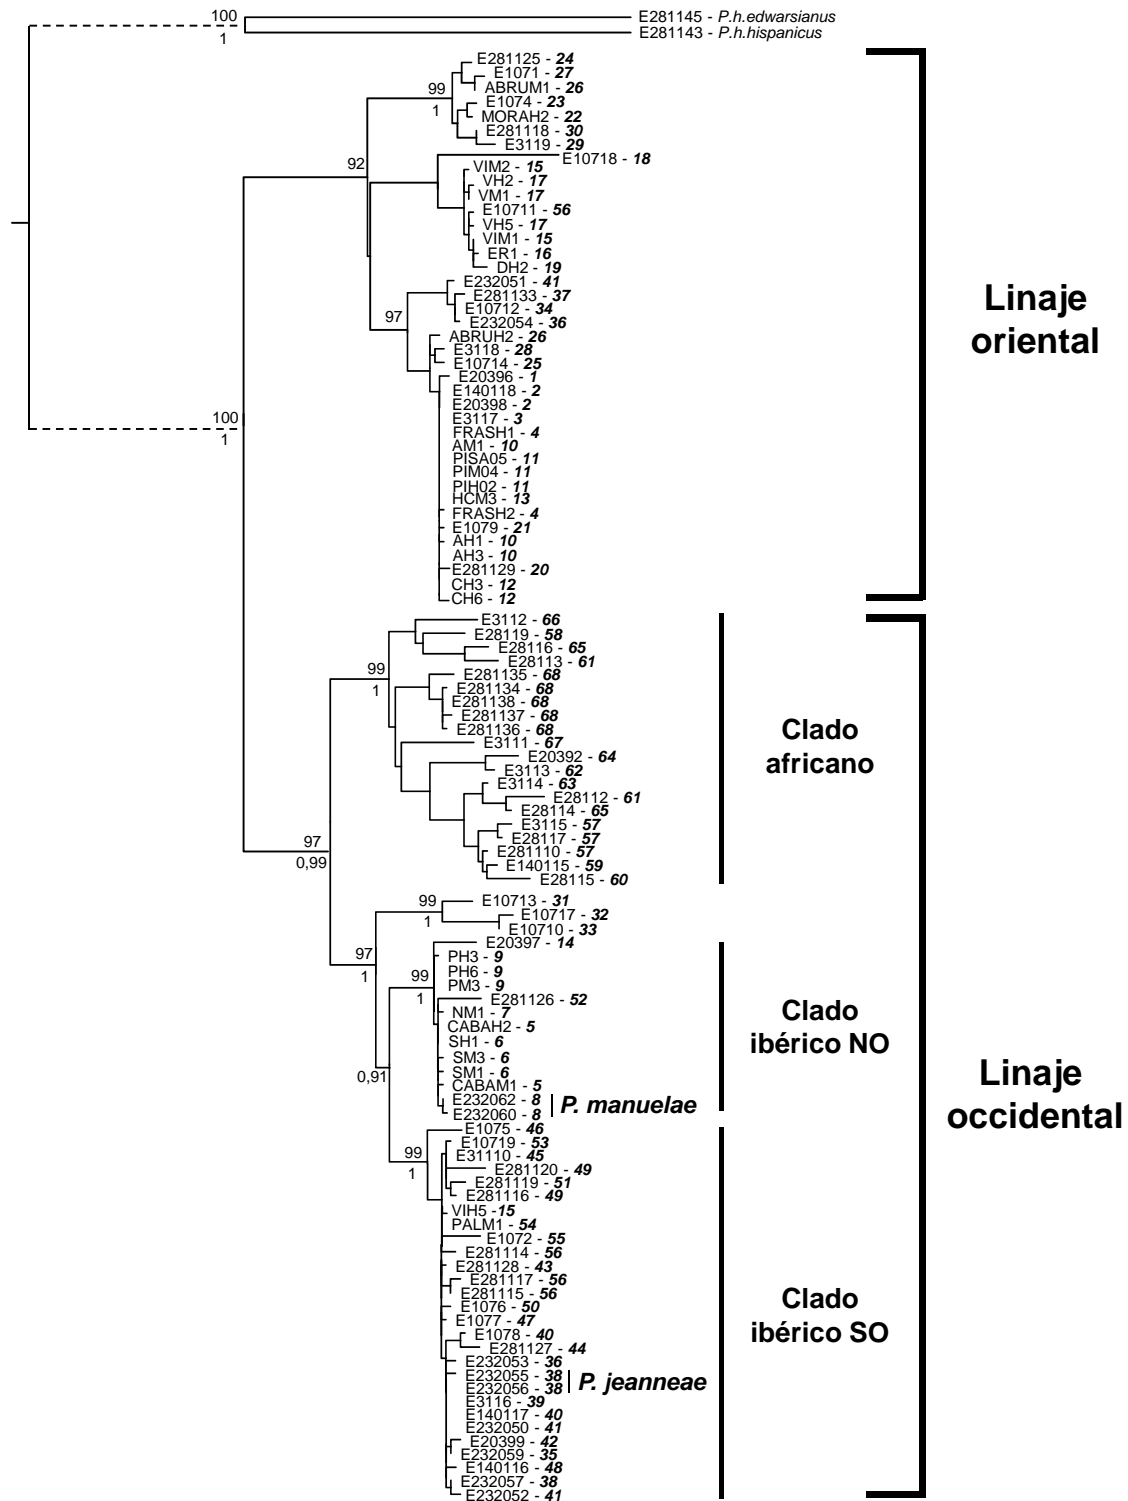 100
1
E281145 - P.h.edwarsianus
E281143 - P.h.hispanicus
E281125 - 24
E1071 - 27
ABRUM1 - 26
99
1
E1074 - 23
MORAH2 - 22
E281118 - 30
E3119 - 29
92
E10718 - 18
VIM2 - 15
VH2 - 17
VM1 - 17
E10711 - 56
VH5 - 17
VIM1 - 15
ER1 - 16
DH2 - 19
E232051 - 41
E281133 - 37
E10712 - 34
E232054 - 36
97
ABRUH2 - 26
E3118 - 28
E10714 - 25
E20396 - 1
E140118 - 2
E20398 - 2
E3117 - 3
FRASH1 - 4
AM1 - 10
PISA05 - 11
PIM04 - 11
PIH02 - 11
HCM3 - 13
FRASH2 - 4
E1079 - 21
AH1 - 10
AH3 - 10
E281129 - 20
CH3 - 12
CH6 - 12
Linaje
oriental
100
1
E3112 - 66
E28119 - 58
E28116 - 65
E28113 - 61
99
1
E281135 - 68
E281134 - 68
E281138 - 68
E281137 - 68
E281136 - 68
E3111 - 67
E20392 - 64
E3113 - 62
E3114 - 63
E28112 - 61
E28114 - 65
E3115 - 57
E28117 - 57
E281110 - 57
E140115 - 59
E28115 - 60
Clado
africano
97
0,99
E10713 - 31
E10717 - 32
E10710 - 33
99
1
97
1
E20397 - 14
PH3 - 9
PH6 - 9
PM3 - 9
99
1
E281126 - 52
NM1 - 7
CABAH2 - 5
SH1 - 6
SM3 - 6
SM1 - 6
CABAM1 - 5
E232062 - 8
E232060 - 8
P. manuelae
Clado
ibérico NO
0,91
Linaje
occidental
E1075 - 46
E10719 - 53
E31110 - 45
99
1
E281120 - 49
E281119 - 51
E281116 - 49
VIH5 -15
PALM1 - 54
E1072 - 55
E281114 - 56
E281128 - 43
E281117 - 56
E281115 - 56
E1076 - 50
E1077 - 47
E1078 - 40
E281127 - 44
E232053 - 36
E232055 - 38
E232056 - 38
P. jeanneae
E3116 - 39
E140117 - 40
E232050 - 41
E20399 - 42
E232059 - 35
E140116 - 48
E232057 - 38
E232052 - 41
Clado
ibérico SO